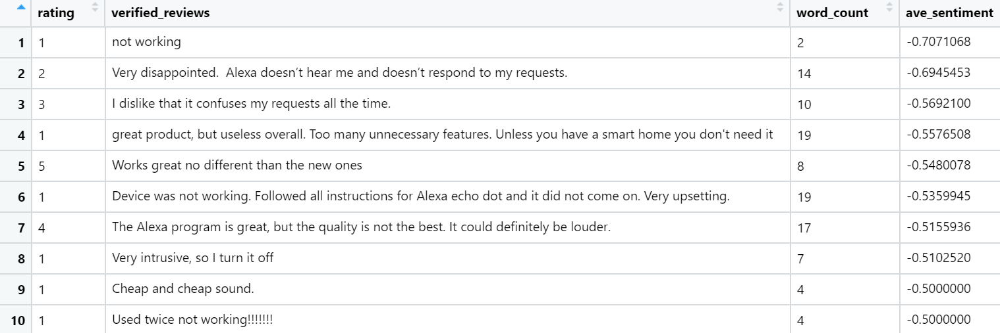 rating verified_reviews word_count ave_sentiment
1 1 not working 2 -0.7071068
2 2 Very disappointed.  Alexa doesn’t hear me and doesn’t respond to my requests. 14 -0.6945453
3 3 I dislike that it confuses my requests all the time. 10 -0.5692100
4 1 great product, but useless overall. Too many unnecessary features. Unless you have a smart home you don't need it 19 -0.5576508
5 5 Works great no different than the new ones 8 -0.5480078
6 1 Device was not working. Followed all instructions for Alexa echo dot and it did not come on. Very upsetting. 19 -0.5359945
7 4 The Alexa program is great, but the quality is not the best. It could definitely be louder. 17 -0.5155936
8 1 Very intrusive, so I turn it off 7 -0.5102520
9 1 Cheap and cheap sound. 4 -0.5000000
10 1 Used twice not working!!!!!!! 4 -0.5000000